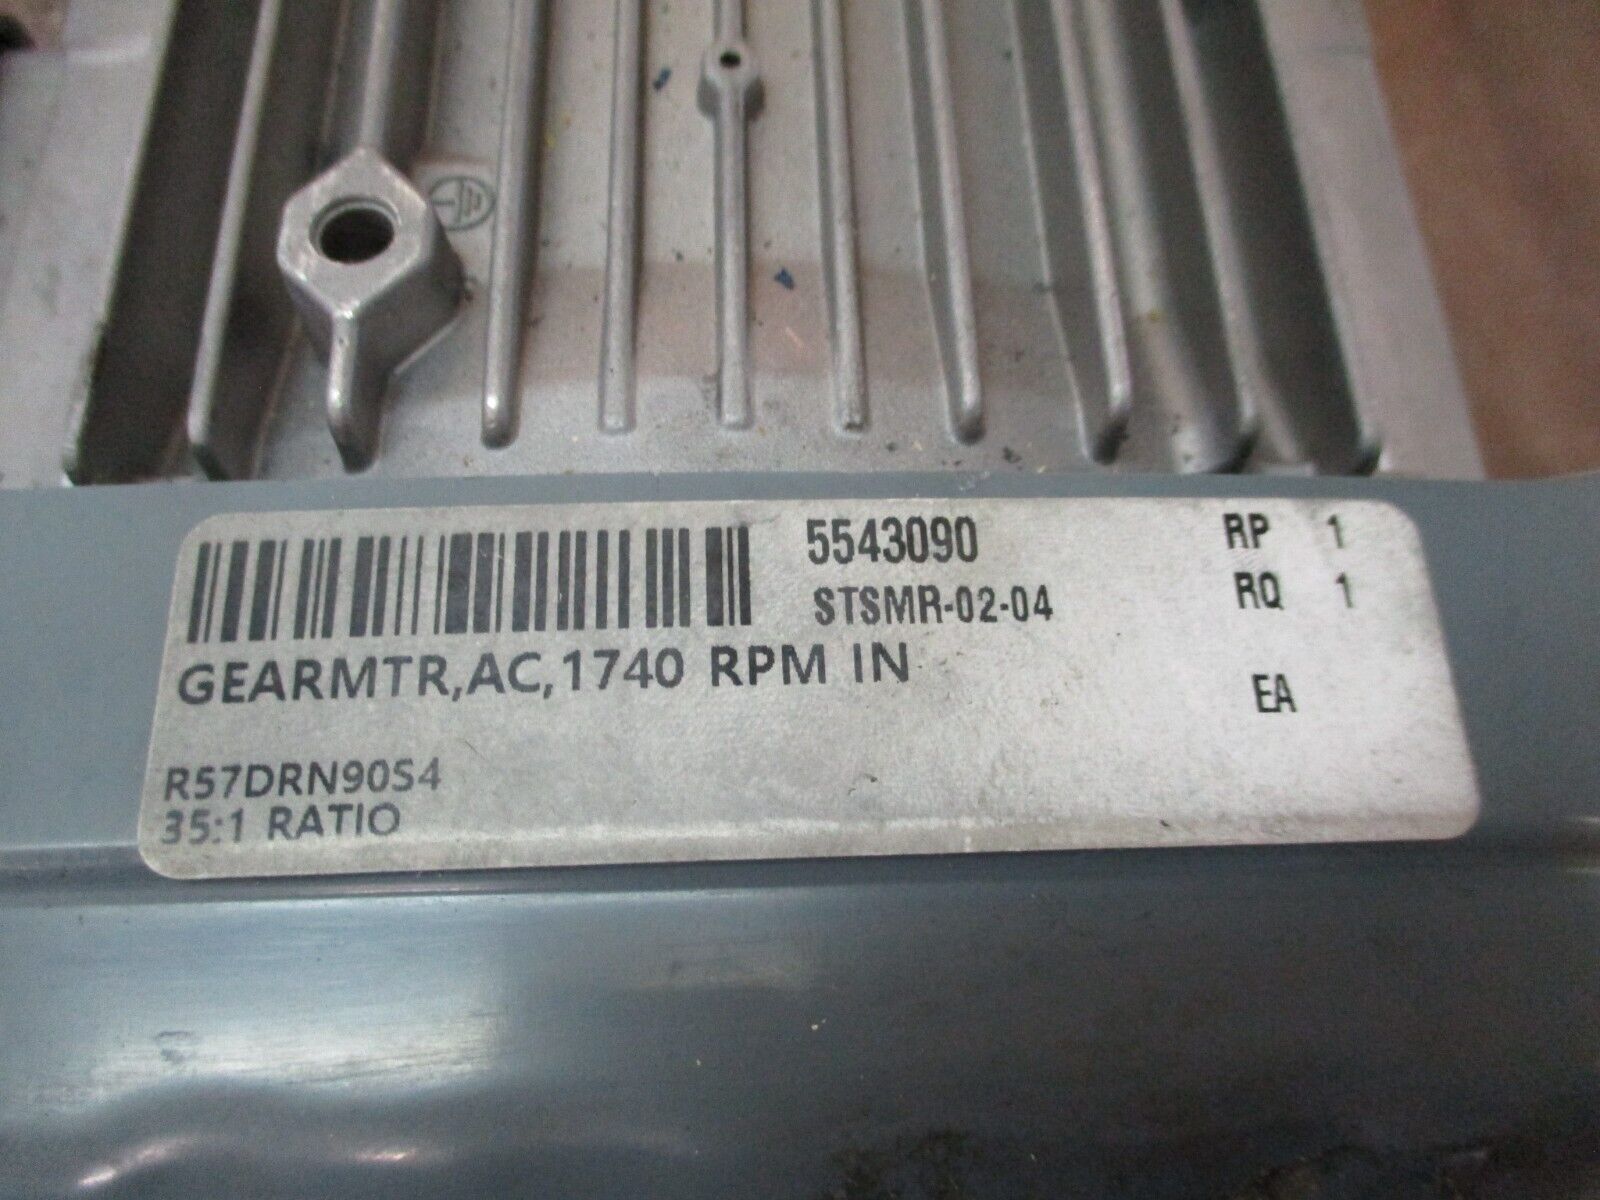 5543090 RP 1
STSMR-02-04 RQ 1
GEARMTR,AC,1740 RPM IN
EA
R57DRN90S4
35:1 RATIO